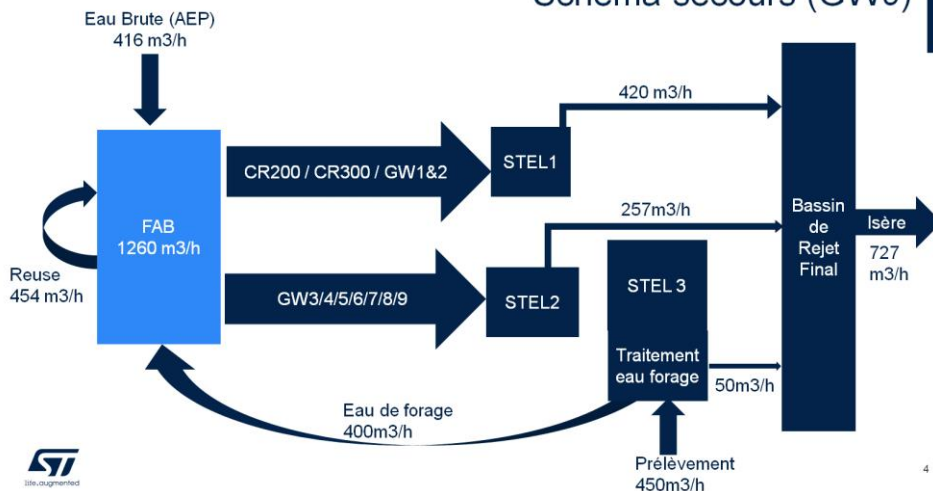 Eau Brute (AEP)
416 m3/h
420 m3/h
CR200 / CR300 / GW1&2
STEL1
FAB
1260 m3/h
257m3/h
Bassin
de
Rejet
Final
Isère
727
m3/h
Reuse
454 m3/h
GW3/4/5/6/7/8/9
STEL2
STEL 3
Traitement
eau forage
50m3/h
Eau de forage
400m3/h
Prélèvement
450m3/h
ST
life.augmented
4